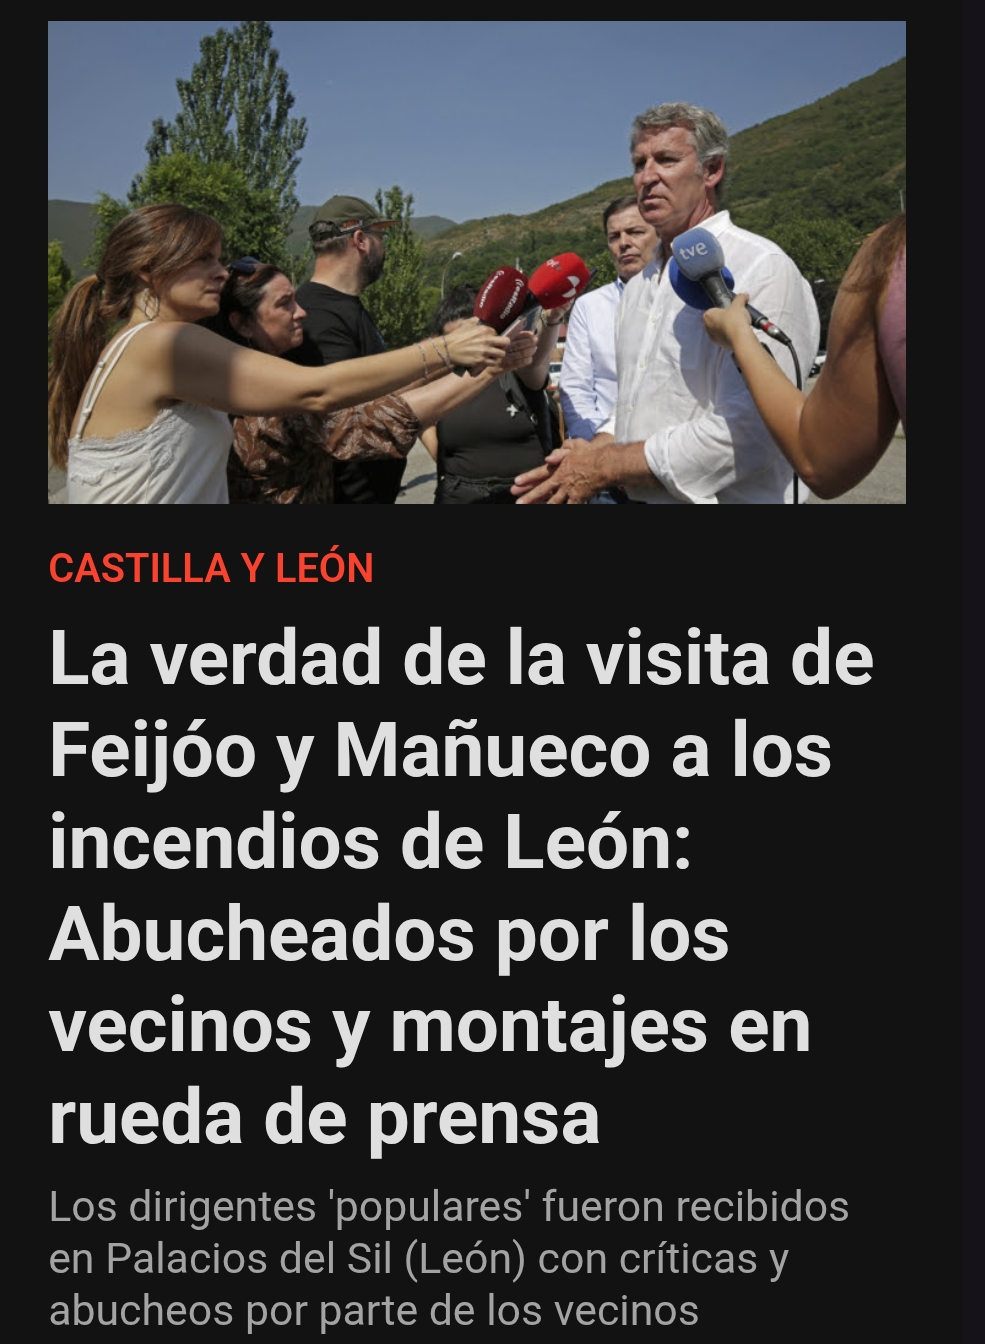 esRadio
esRadio
tve
CASTILLA Y LEÓN
La verdad de la visita de
Feijóo y Mañueco a los
incendios de León:
Abucheados por los
vecinos y montajes en
rueda de prensa
Los dirigentes 'populares' fueron recibidos
en Palacios del Sil (León) con críticas y
abucheos por parte de los vecinos